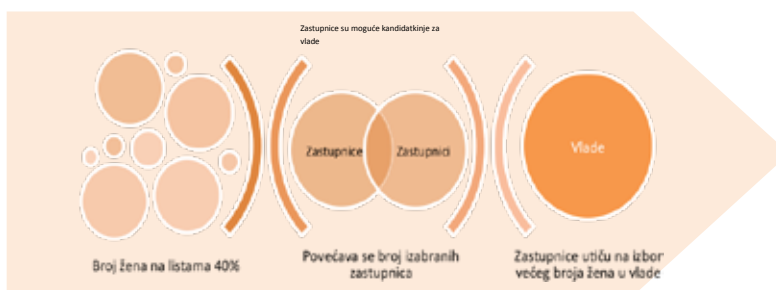 Zastupnice su moguće kandidatkinje za
vlade
Zastupnice
Zastupnici
Vlade
Broj žena na listama 40%
Povećava se broj izabranih
zastupnica
Zastupnice utiču na izbor
većeg broja žena u vlade